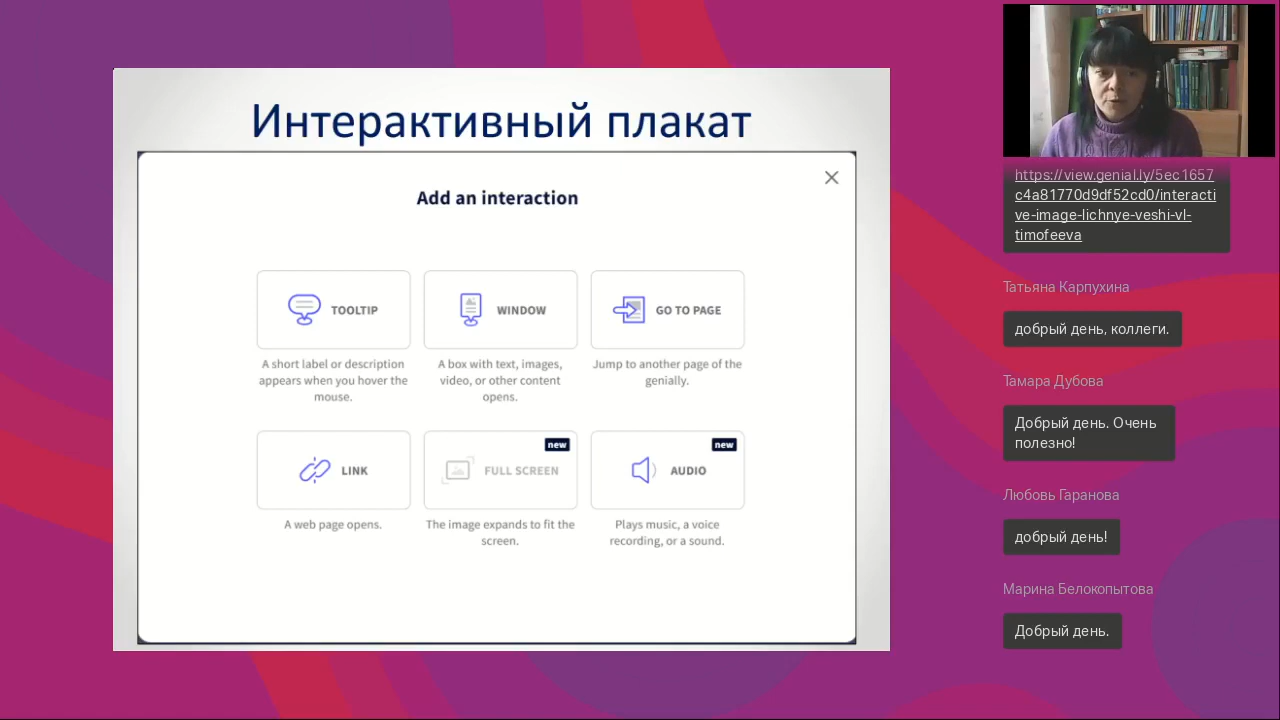 Интерактивный плакат
Add an interaction
TOOLTIP
A short label or description
appears when you hover the
mouse.
WINDOW
A box with text, images,
video, or other content
opens.
GO TO PAGE
Jump to another page of the
genially.
LINK
A web page opens.
new
FULL SCREEN
The image expands to fit the
screen.
new
AUDIO
Plays music, a voice
recording, or a sound.
https://view.genial.ly/5ec1657
c4a81770d9df52cd0/interacti
ve-image-lichnye-veshi-vl-
timofeeva
Татьяна Карпухина
добрый день, коллеги.
Тамара Дубова
Добрый день. Очень
полезно!
Любовь Гаранова
добрый день!
Марина Белокопытова
Добрый день.